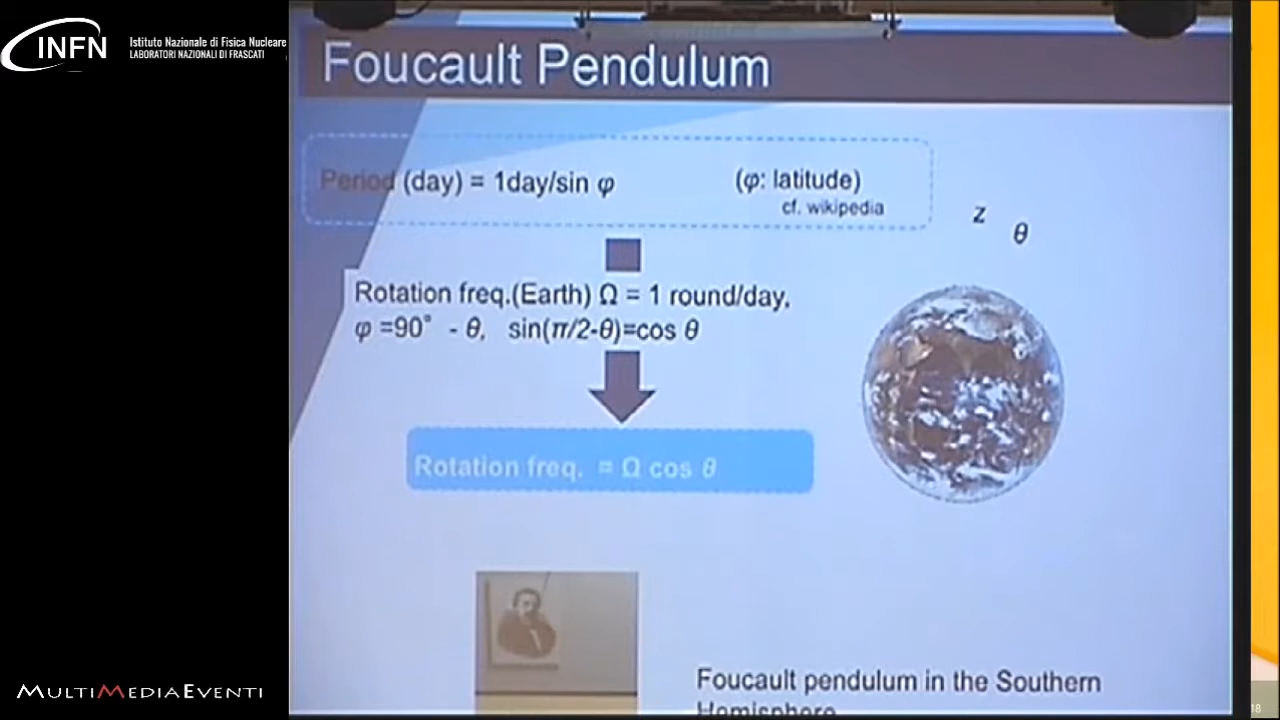 INFN
Istituto Nazionale di Fisica Nucleare
LABORATORI NAZIONALI DI FRASCATI
Foucault Pendulum
Period (day) = 1day/sin φ (φ: latitude)
cf. wikipedia
z
θ
Rotation freq.(Earth) Ω = 1 round/day,
φ =90° - θ, sin(π/2-θ)=cos θ
Rotation freq. = Ω cos θ
Foucault pendulum in the Southern
Hemisphere
MULTIMEDIAEVENTI
18